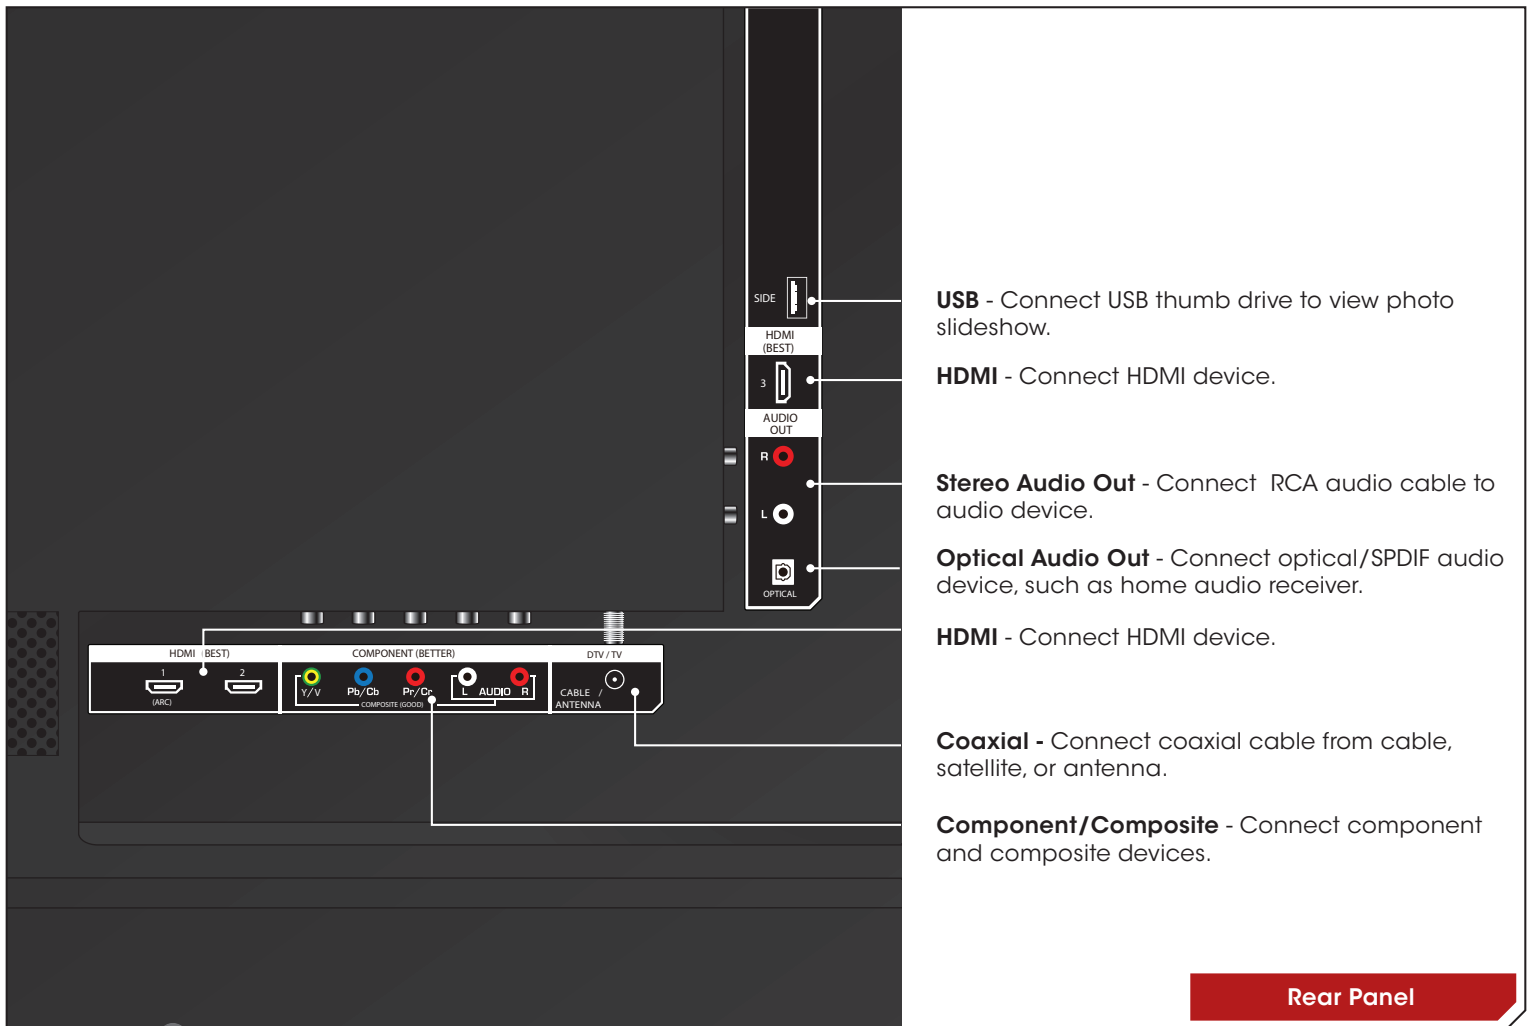 SIDE
HDMI
(BEST)
3
AUDIO
OUT
R
L
OPTICAL
HDMI (BEST)
1
2
(ARC)
COMPONENT (BETTER)
Y/V Pb/Cb Pr/Cr L AUDIO R
COMPOSITE (GOOD)
DTV / TV
CABLE /
ANTENNA
USB - Connect USB thumb drive to view photo
slideshow.
HDMI - Connect HDMI device.
Stereo Audio Out - Connect RCA audio cable to
audio device.
Optical Audio Out - Connect optical/SPDIF audio
device, such as home audio receiver.
HDMI - Connect HDMI device.
Coaxial - Connect coaxial cable from cable,
satellite, or antenna.
Component/Composite - Connect component
and composite devices.
Rear Panel